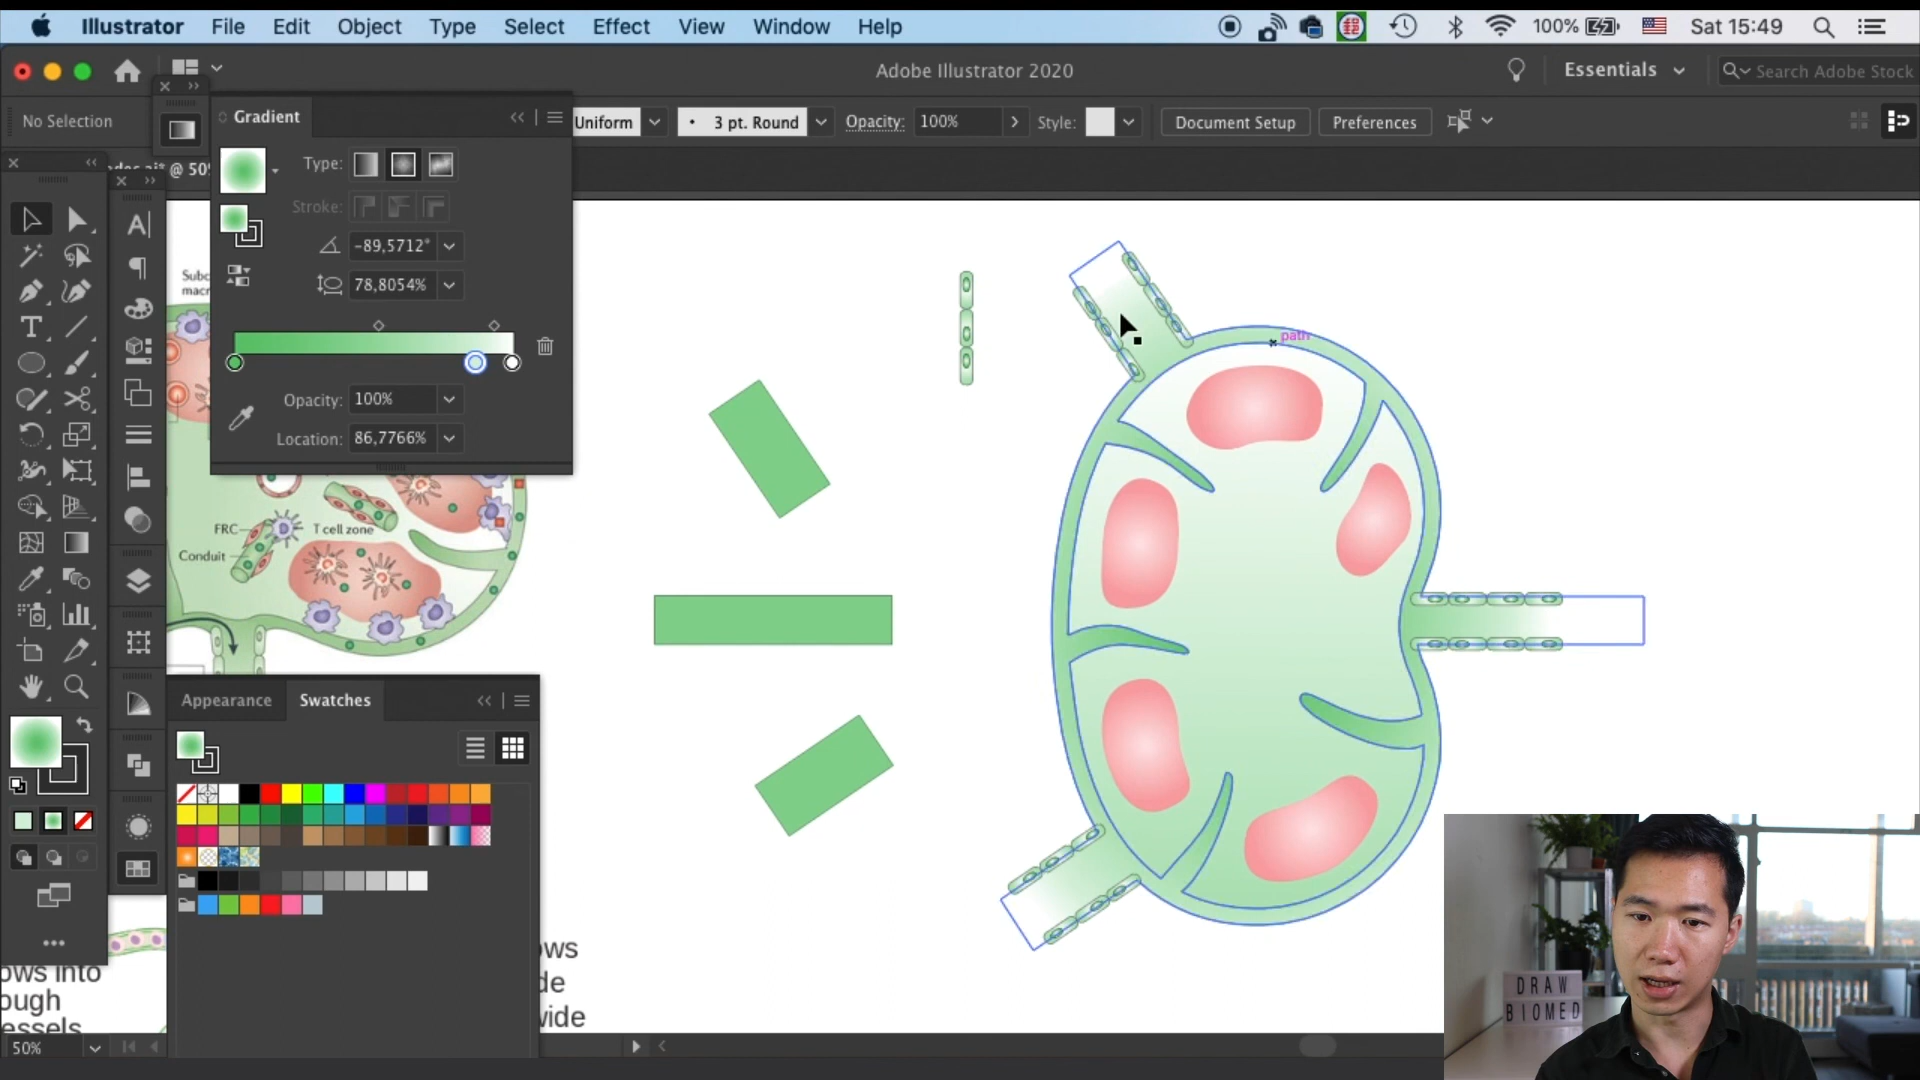 Illustrator File Edit Object Type Select Effect View Window Help 100% Sat 15:49
Adobe Illustrator 2020
Essentials
Search Adobe Stock
No Selection
Uniform
3 pt. Round
Opacity: 100%
Style:
Document Setup
Preferences
Gradient
Type:
Stroke:
-89,5712°
78,8054%
Opacity: 100%
Location: 86,7766%
@ 50%
path
FRC
T cell zone
Conduit
Appearance Swatches
ows into
ough
essels
ows
de
wide
50%
DRAW
BIOMED